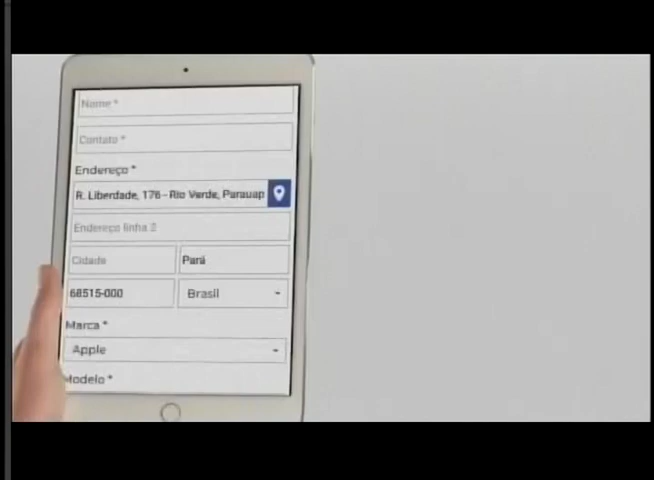 Nome *
Contato *
Endereço *
R. Liberdade, 176 - Rio Verde, Parauap
Endereço linha 2
Cidade
Pará
68515-000
Brasil
Marca *
Apple
Modelo *